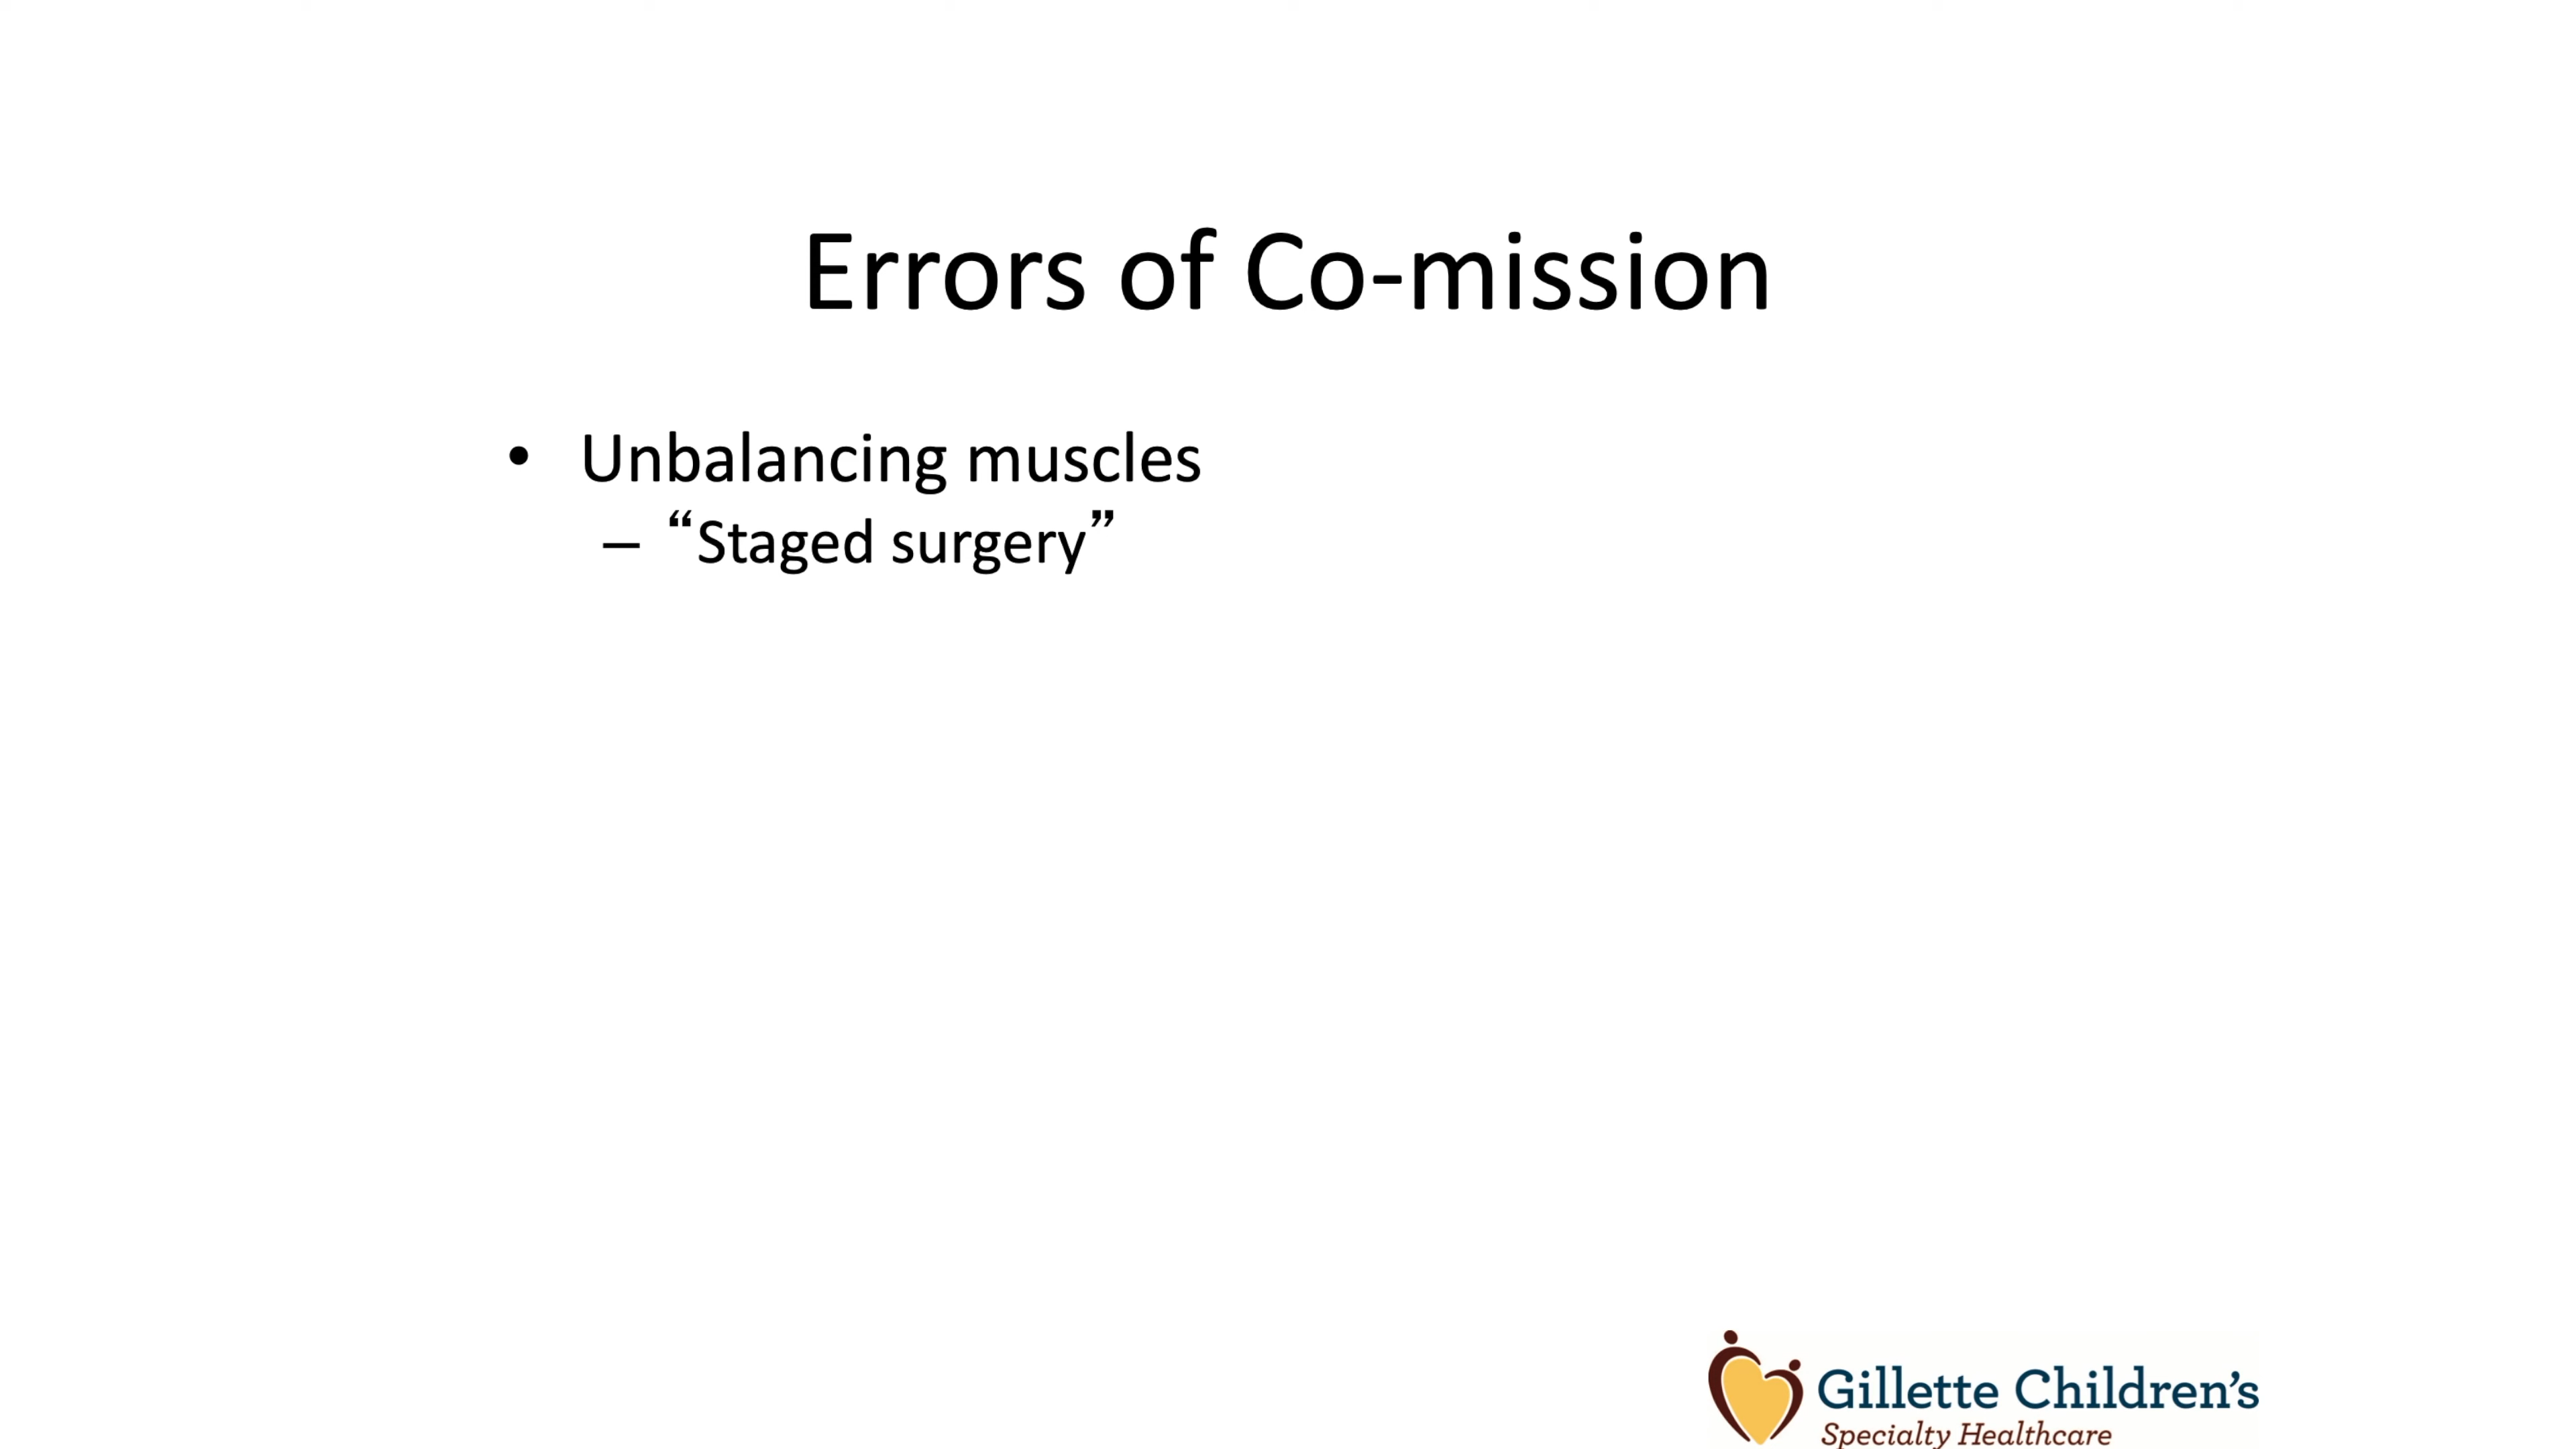 Errors of Co-mission
• Unbalancing muscles
– “Staged surgery”
Gillette Children’s
Specialty Healthcare